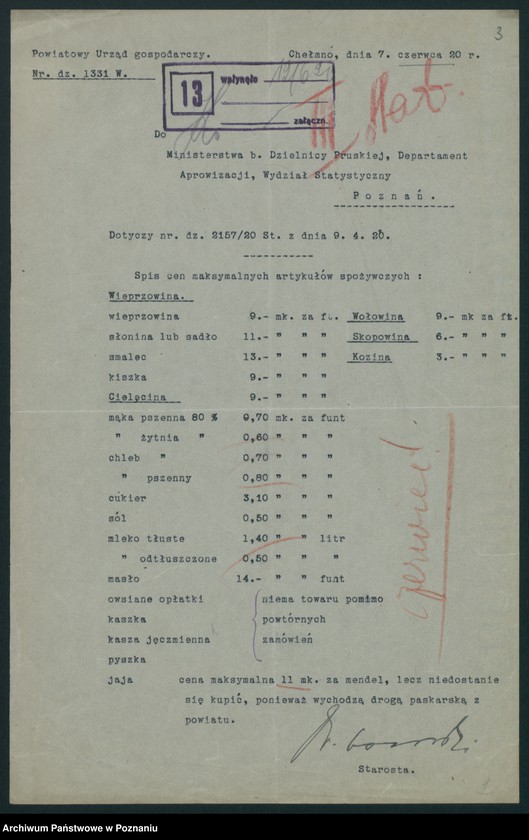 3
Powiatowy Urząd gospodarczy. Chełmno, dnia 7. czerwca 20 r.
Nr. dz. 1331 W.
13 wpłynęło 12/6 21
załączn.
Mat.
Do
Ministerstwa b. Dzielnicy Pruskiej, Departament
Aprowizacji, Wydział Statystyczny
Poznań.
Dotyczy nr. dz. 2157/20 St. z dnia 9. 4. 20.
Spis cen maksymalnych artykułów spożywczych :
Wieprzowina.
wieprzowina 9.- mk. za ft. Wołowina 9.- mk za ft.
słonina lub sadło 11.- " " " Skopowina 6.- " " "
smalec 13.- " " " Kozina 3.- " " "
kiszka 9.- " " "
Cielęcina 9.- " " "
mąka pszenna 80 % 0,70 mk. za funt
" żytnia " 0,60 " " "
chleb " 0,70 " " "
" pszenny 0,80 " " "
cukier 3,10 " " "
sól 0,50 " " "
mleko tłuste 1,40 " " litr
" odtłuszczone 0,50 " " "
masło 14.- " " funt
owsiane opłatki niema towaru pomimo
kaszka powtórnych
kasza jęczmienna zamówień
pyszka
jaja cena maksymalna 11 mk. za mendel, lecz niedostanie
się kupić, ponieważ wychodzą drogą paskarską z
powiatu.
czerwiec!
Starosta.
Archiwum Państwowe w Poznaniu